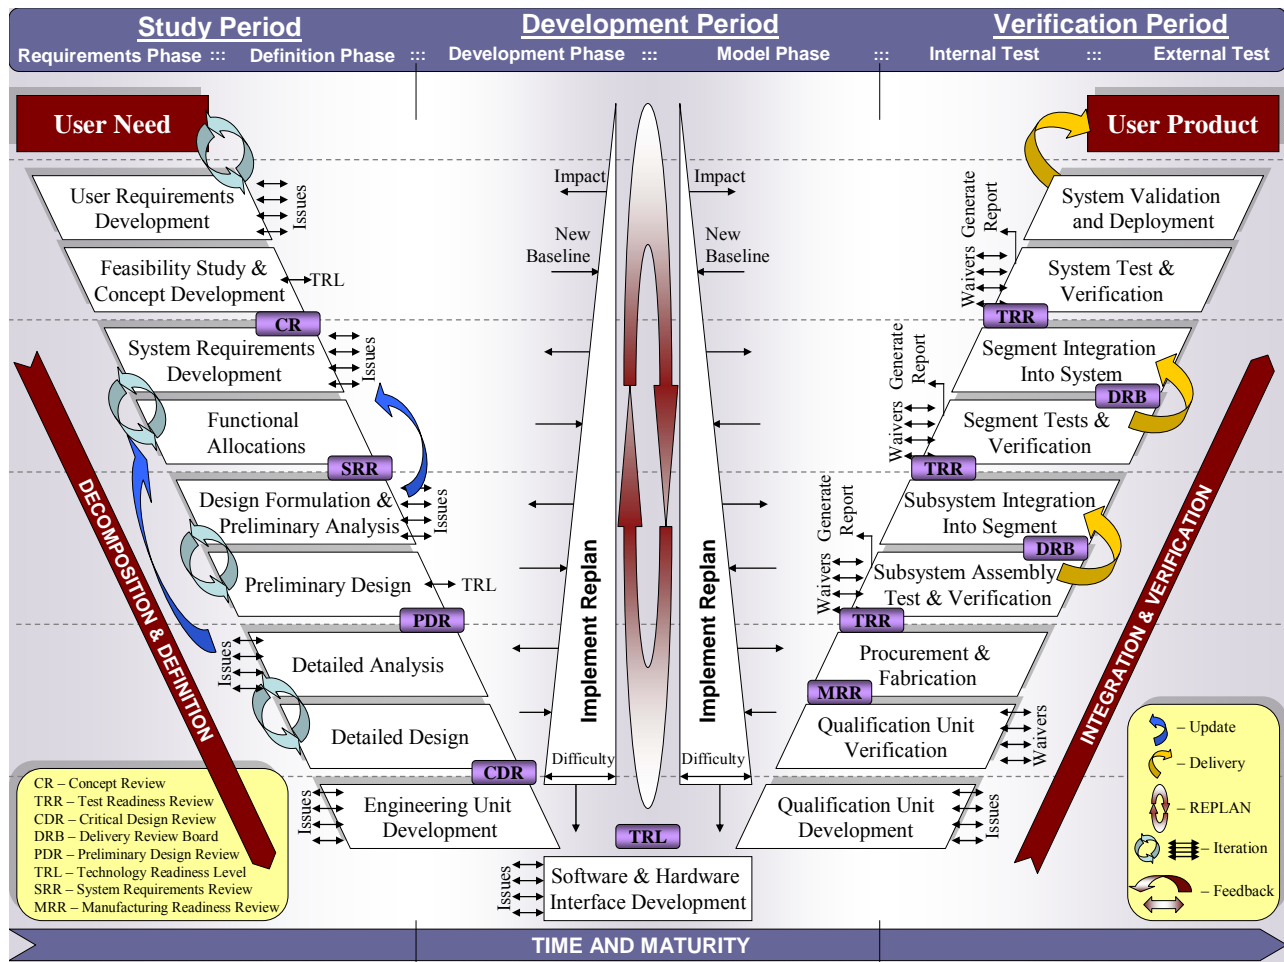 Study Period
Development Period
Verification Period
Requirements Phase ::: Definition Phase :::
Development Phase ::: Model Phase :::
Internal Test ::: External Test
User Need
User Product
User Requirements
Development
Issues
Feasibility Study &
Concept Development
TRL
CR
System Requirements
Development
Issues
Functional
Allocations
SRR
Design Formulation &
Preliminary Analysis
Issues
Preliminary Design
TRL
PDR
Detailed Analysis
Issues
Detailed Design
CDR
Engineering Unit
Development
Issues
DECOMPOSITION & DEFINITION
Impact
New
Baseline
Implement Replan
Difficulty
Impact
New
Baseline
Implement Replan
Difficulty
TRL
Software & Hardware
Interface Development
Issues
System Validation
and Deployment
Generate
Report
Waivers
System Test &
Verification
TRR
Segment Integration
Into System
Generate
Report
DRB
Waivers
Segment Tests &
Verification
TRR
Subsystem Integration
Into Segment
Generate
Report
DRB
Waivers
Subsystem Assembly
Test & Verification
TRR
Procurement &
Fabrication
MRR
Qualification Unit
Verification
Waivers
Qualification Unit
Development
Issues
INTEGRATION & VERIFICATION
CR – Concept Review
TRR – Test Readiness Review
CDR – Critical Design Review
DRB – Delivery Review Board
PDR – Preliminary Design Review
TRL – Technology Readiness Level
SRR – System Requirements Review
MRR – Manufacturing Readiness Review
– Update
– Delivery
– REPLAN
– Iteration
– Feedback
TIME AND MATURITY